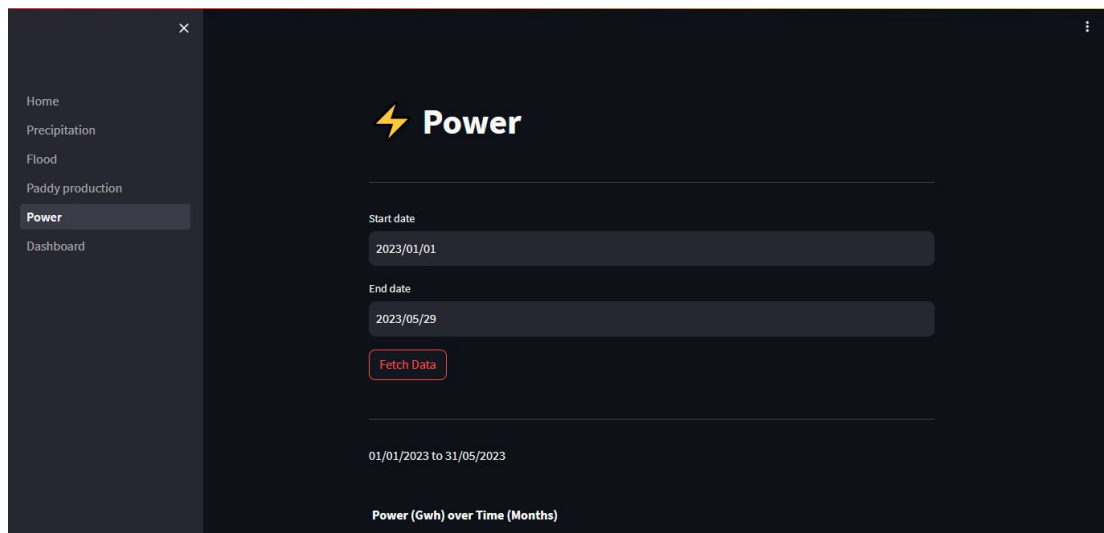 Home
Precipitation
Flood
Paddy production
Power
Dashboard
⚡ Power
Start date
2023/01/01
End date
2023/05/29
Fetch Data
01/01/2023 to 31/05/2023
Power (Gwh) over Time (Months)